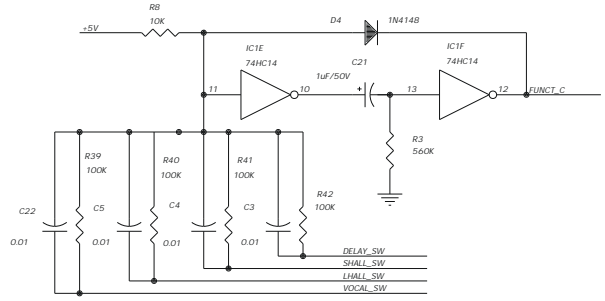 R8
10K
D4
1N4148
+5V
IC1E
74HC14
IC1F
74HC14
C21
1uF/50V
+
11
10
13
12
FUNCT_C
R3
560K
R39
100K
R40
100K
R41
100K
R42
100K
C22
0.01
C5
0.01
C4
0.01
C3
0.01
DELAY_SW
SHALL_SW
LHALL_SW
VOCAL_SW